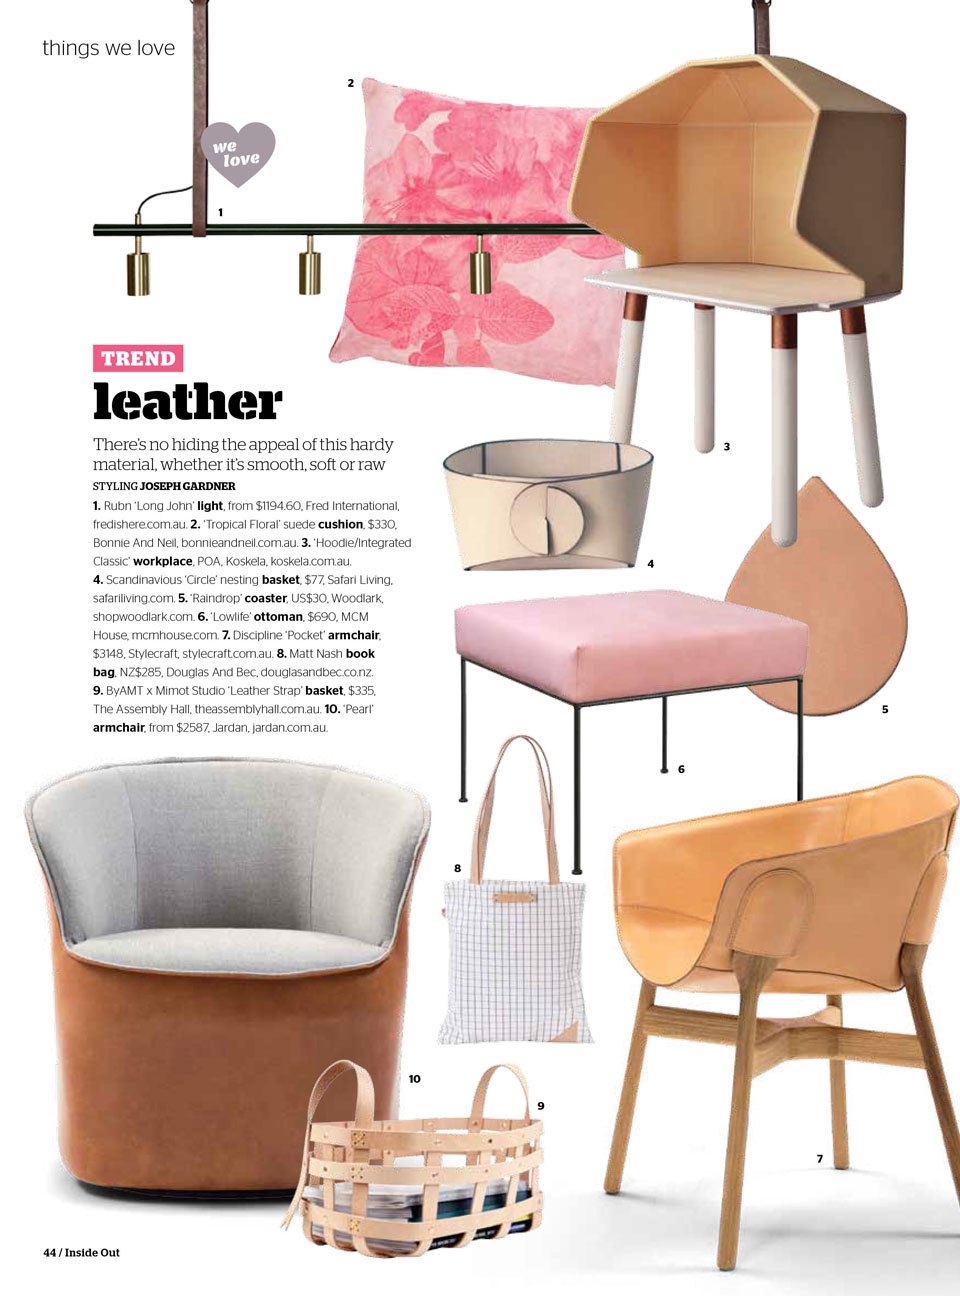 things we love
we
love
1
2
3
TREND
leather
There's no hiding the appeal of this hardy
material, whether it's smooth, soft or raw
STYLING JOSEPH GARDNER
1. Rubn 'Long John' light, from $1194.60, Fred International,
fredishere.com.au. 2. 'Tropical Floral' suede cushion, $330,
Bonnie And Neil, bonnieandneil.com.au. 3. 'Hoodie/Integrated
Classic' workplace, POA, Koskela, koskela.com.au.
4. Scandinavious 'Circle' nesting basket, $77, Safari Living,
safariliving.com. 5. 'Raindrop' coaster, US$30, Woodlark,
shopwoodlark.com. 6. 'Lowlife' ottoman, $690, MCM
House, mcmhouse.com. 7. Discipline 'Pocket' armchair,
$3148, Stylecraft, stylecraft.com.au. 8. Matt Nash book
bag, NZ$285, Douglas And Bec, douglasandbec.co.nz.
9. ByAMT x Mimot Studio 'Leather Strap' basket, $335,
The Assembly Hall, theassemblyhall.com.au. 10. 'Pearl'
armchair, from $2587, Jardan, jardan.com.au.
4
5
6
8
10
9
7
44 / Inside Out